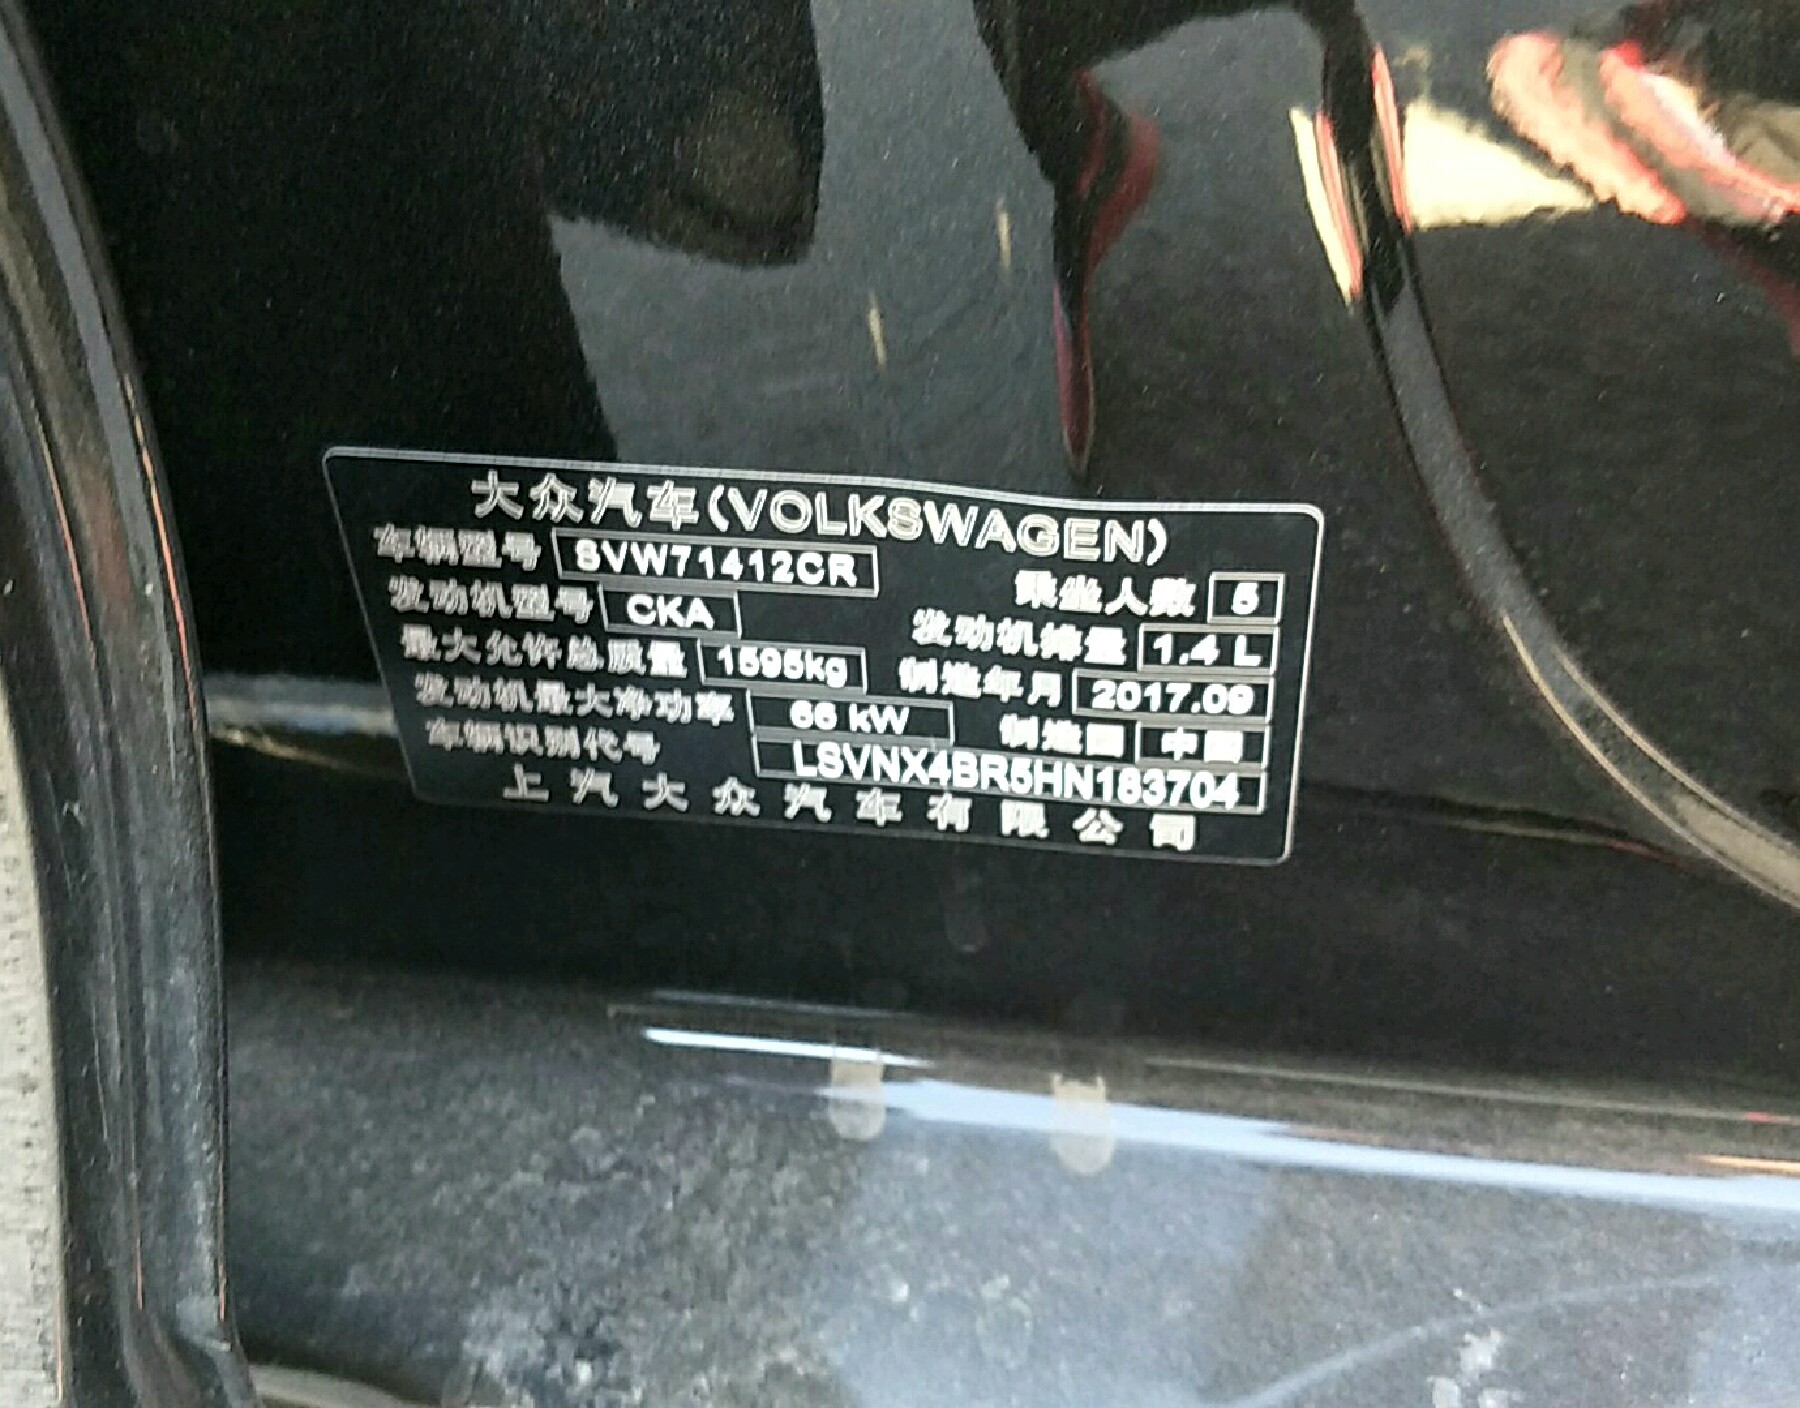 大众汽车(VOLKSWAGEN)
车辆型号 SVW71412CR 乘坐人数 5
发动机型号 CKA 发动机排量 1.4 L
最大允许总质量 1595kg 制造年月 2017.09
发动机最大净功率 66 kW 制造国 中国
车辆识别代号 LSVNX4BR5HN183704
上汽大众汽车有限公司